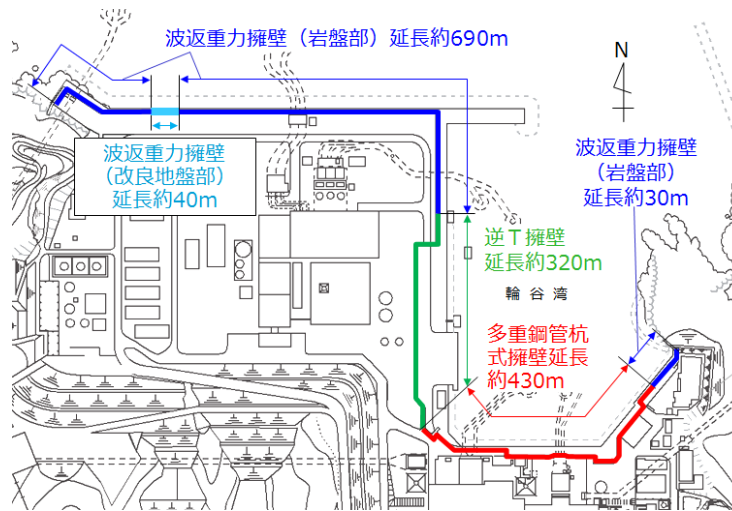 波返重力擁壁（岩盤部）延長約690m
N
波返重力擁壁
（改良地盤部）
延長約40m
波返重力擁壁
（岩盤部）
延長約30m
逆Ｔ擁壁
延長約320m
輪谷湾
多重鋼管杭
式擁壁延長
約430m